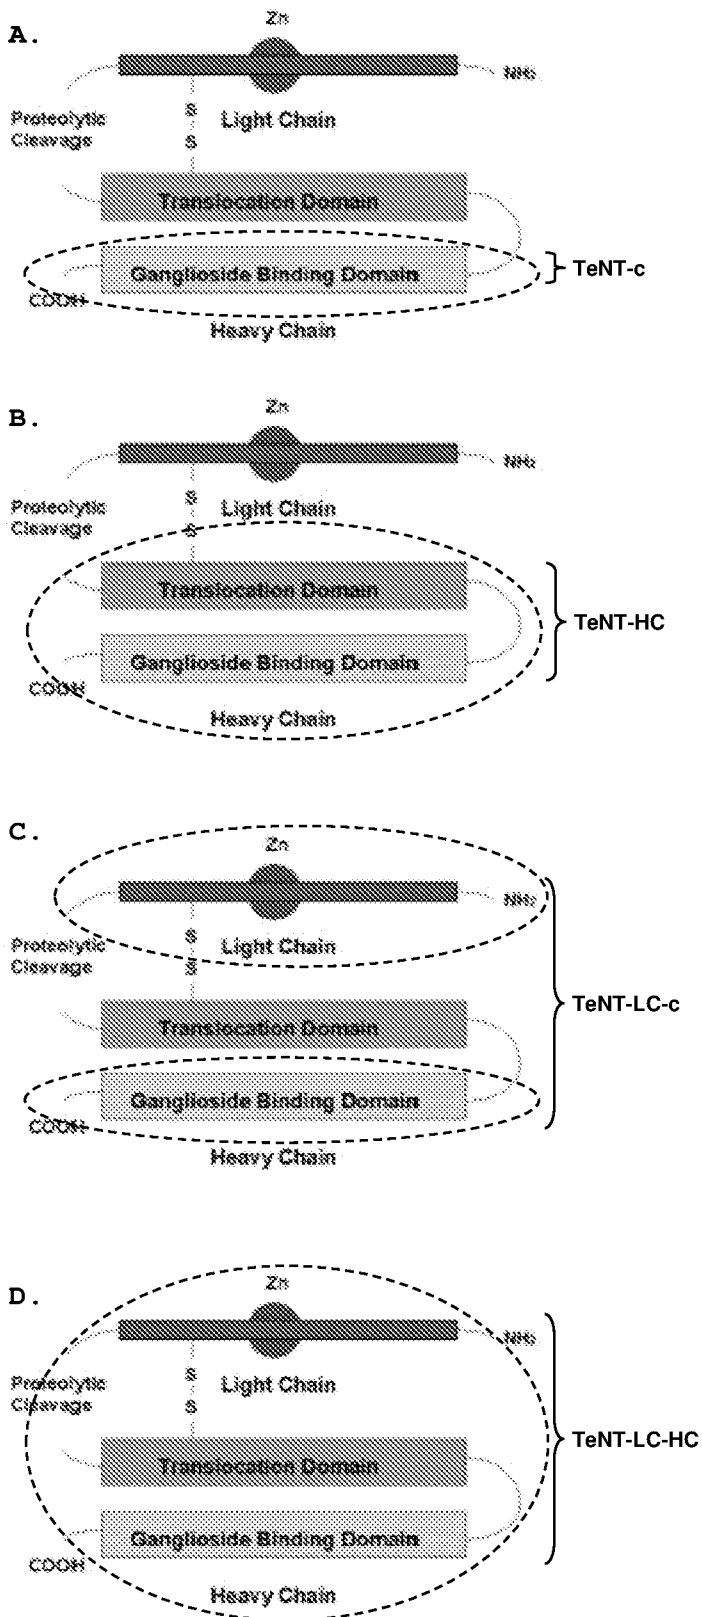 A.
Zn
NH₂
Proteolytic
Cleavage
S
S
Light Chain
Translocation Domain
Ganglioside Binding Domain
TeNT-c
COOH
Heavy Chain
B.
Zn
NH₂
Proteolytic
Cleavage
S
S
Light Chain
Translocation Domain
TeNT-HC
Ganglioside Binding Domain
COOH
Heavy Chain
C.
Zn
NH₂
Proteolytic
Cleavage
S
S
Light Chain
TeNT-LC-c
Translocation Domain
Ganglioside Binding Domain
COOH
Heavy Chain
D.
Zn
NH₂
Proteolytic
Cleavage
S
S
Light Chain
TeNT-LC-HC
Translocation Domain
Ganglioside Binding Domain
COOH
Heavy Chain